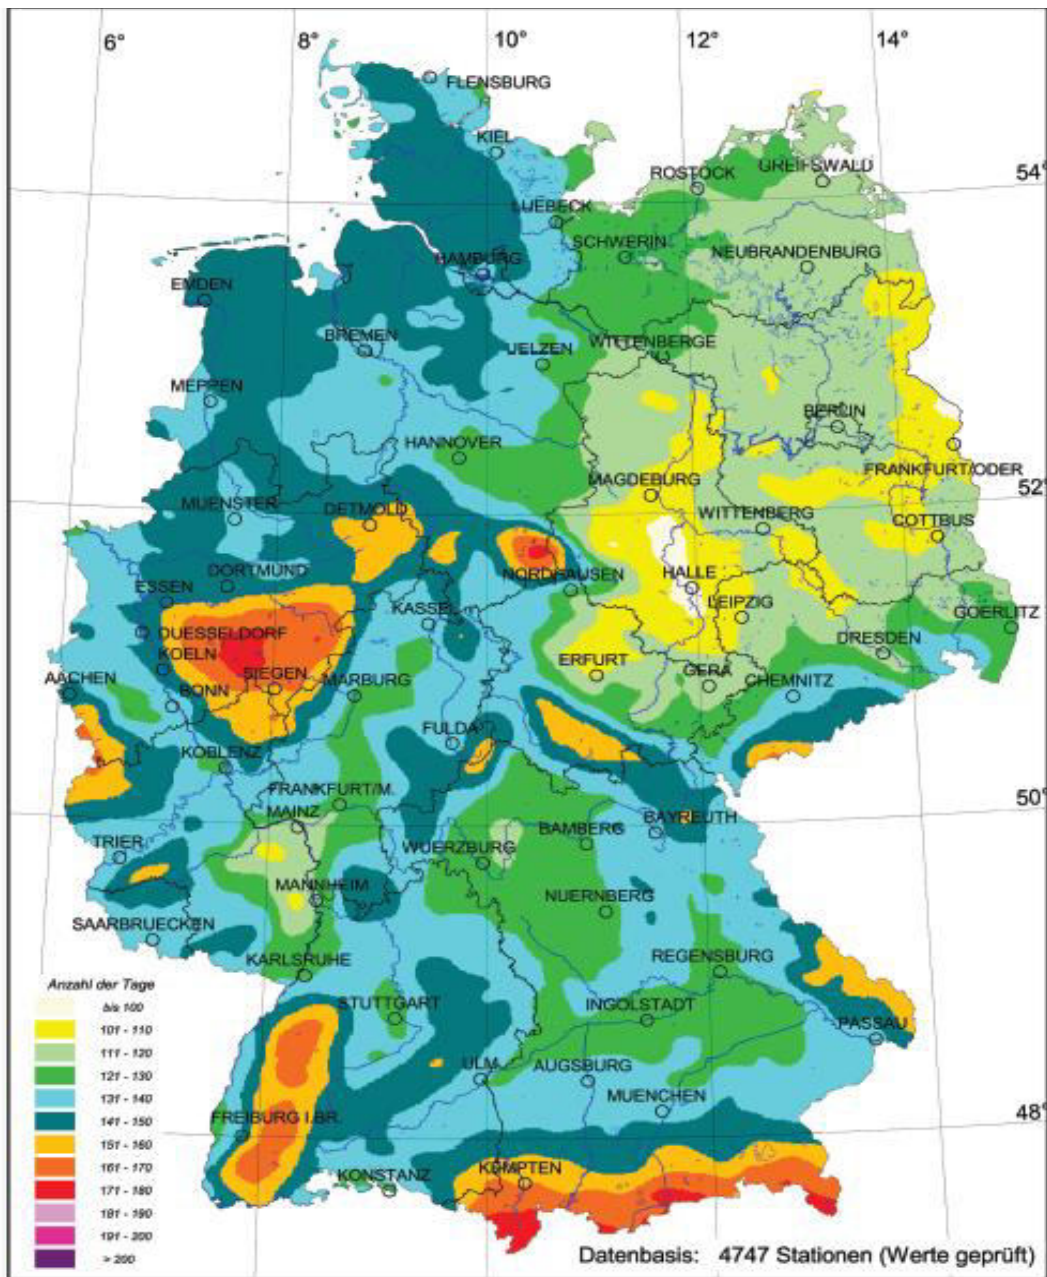 6°
8°
10°
12°
14°
FLENSBURG
KIEL
54°
ROSTOCK
GREIFSWALD
LUEBECK
SCHWERIN
NEUBRANDENBURG
HAMBURG
EMDEN
BREMEN
UELZEN
WITTENBERGE
MEPPEN
BERLIN
HANNOVER
FRANKFURT/ODER
MAGDEBURG
52°
MUENSTER
DETMOLD
WITTENBERG
COTTBUS
DORTMUND
NORDHAUSEN
HALLE
ESSEN
KASSEL
LEIPZIG
GOERLITZ
DUESSELDORF
DRESDEN
KOELN
ERFURT
GERA
AACHEN
SIEGEN
MARBURG
CHEMNITZ
BONN
FULDA
KOBLENZ
FRANKFURT/M.
50°
MAINZ
BAYREUTH
TRIER
BAMBERG
WUERZBURG
MANNHEIM
NUERNBERG
SAARBRUECKEN
KARLSRUHE
REGENSBURG
STUTTGART
INGOLSTADT
PASSAU
ULM
AUGSBURG
MUENCHEN
FREIBURG I.BR.
48°
KONSTANZ
KEMPTEN
Anzahl der Tage
bis 100
101 - 110
111 - 120
121 - 130
131 - 140
141 - 150
151 - 160
161 - 170
171 - 180
181 - 190
191 - 200
> 200
Datenbasis: 4747 Stationen (Werte geprüft)